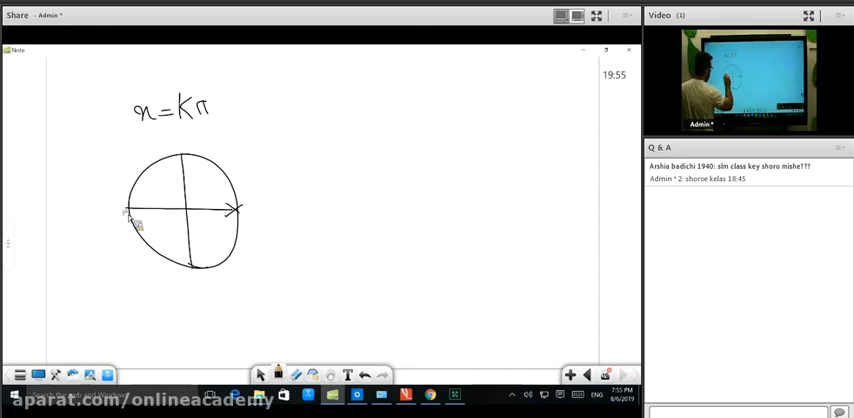 Share - Admin *
Video (1)
Note
19:55
x = Kπ
Admin *
Q & A
Arshia badichi 1940: slm class key shoro mishe???
Admin * 2: shoroe kelas 18:45
T
aparat.com/onlineacademy
ENG
7:55 PM
8/6/2019